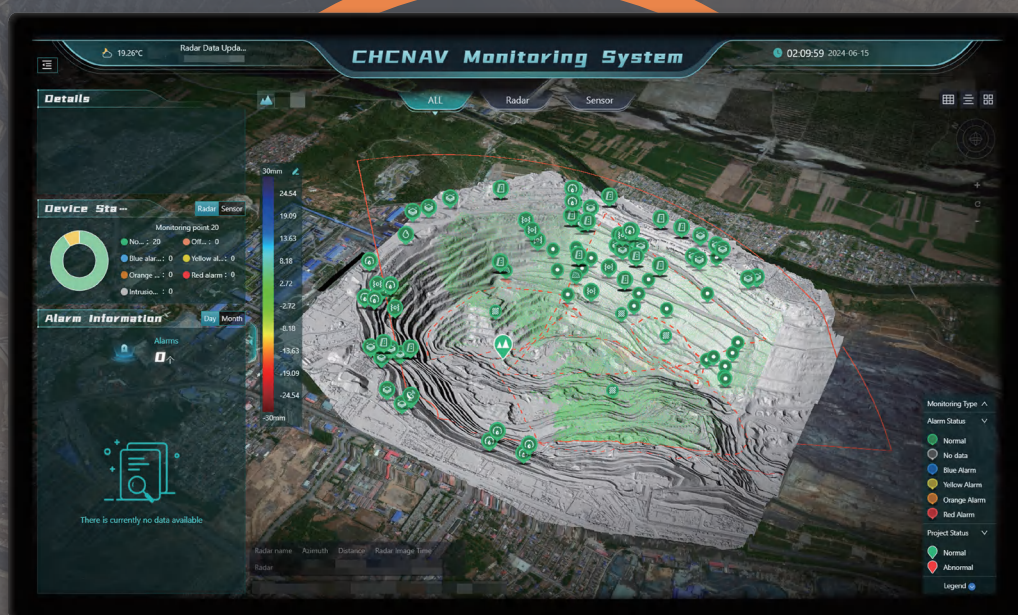 19.26°C
Radar Data Upda...
CHCNAV Monitoring System
02:09:59 2024-06-15
Details
ALL
Radar
Sensor
30mm
24.54
19.09
13.63
8.18
2.72
-2.72
-8.18
-13.63
-19.09
-24.54
-30mm
Device Sta...
Radar Sensor
Monitoring point 20
No... : 20
Off... : 0
Blue alar... : 0
Yellow al... : 0
Orange ... : 0
Red alarm : 0
Intrusio... : 0
Alarm Information
Day Month
Alarms
0个
There is currently no data available
Radar name Azimuth Distance Radar Image Time
Radar
Monitoring Type
Alarm Status
Normal
No data
Blue Alarm
Yellow Alarm
Orange Alarm
Red Alarm
Project Status
Normal
Abnormal
Legend